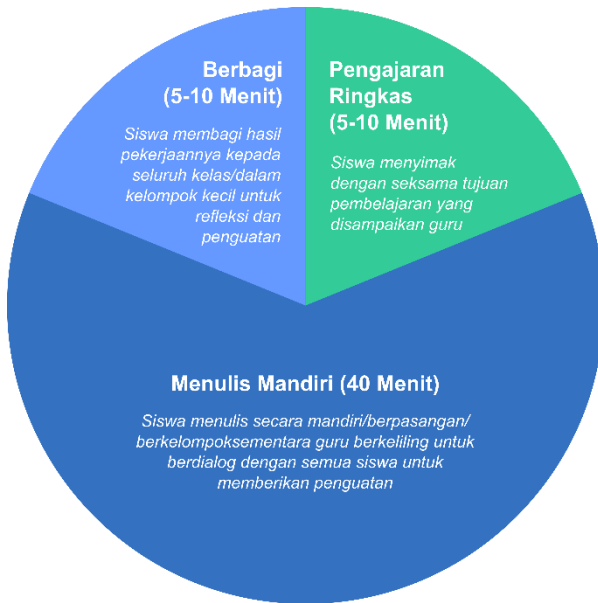 Berbagi
(5-10 Menit)
Siswa membagi hasil
pekerjaannya kepada
seluruh kelas/dalam
kelompok kecil untuk
refleksi dan
penguatan
Pengajaran
Ringkas
(5-10 Menit)
Siswa menyimak
dengan seksama tujuan
pembelajaran yang
disampaikan guru
Menulis Mandiri (40 Menit)
Siswa menulis secara mandiri/berpasangan/
berkelompoksementara guru berkeliling untuk
berdialog dengan semua siswa untuk
memberikan penguatan